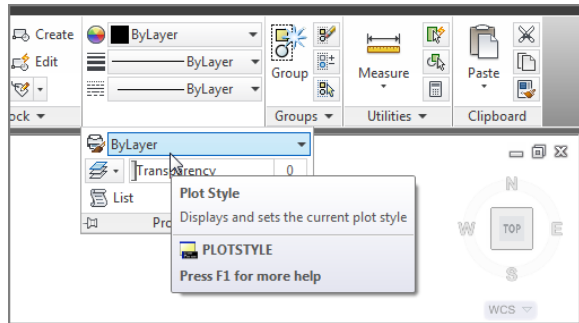 Create
ByLayer
Edit
ByLayer
ByLayer
Group
Measure
Paste
ock
Groups
Utilities
Clipboard
ByLayer
Transparency 0
List
Pro
Plot Style
Displays and sets the current plot style
PLOTSTYLE
Press F1 for more help
N
W
TOP
E
S
WCS